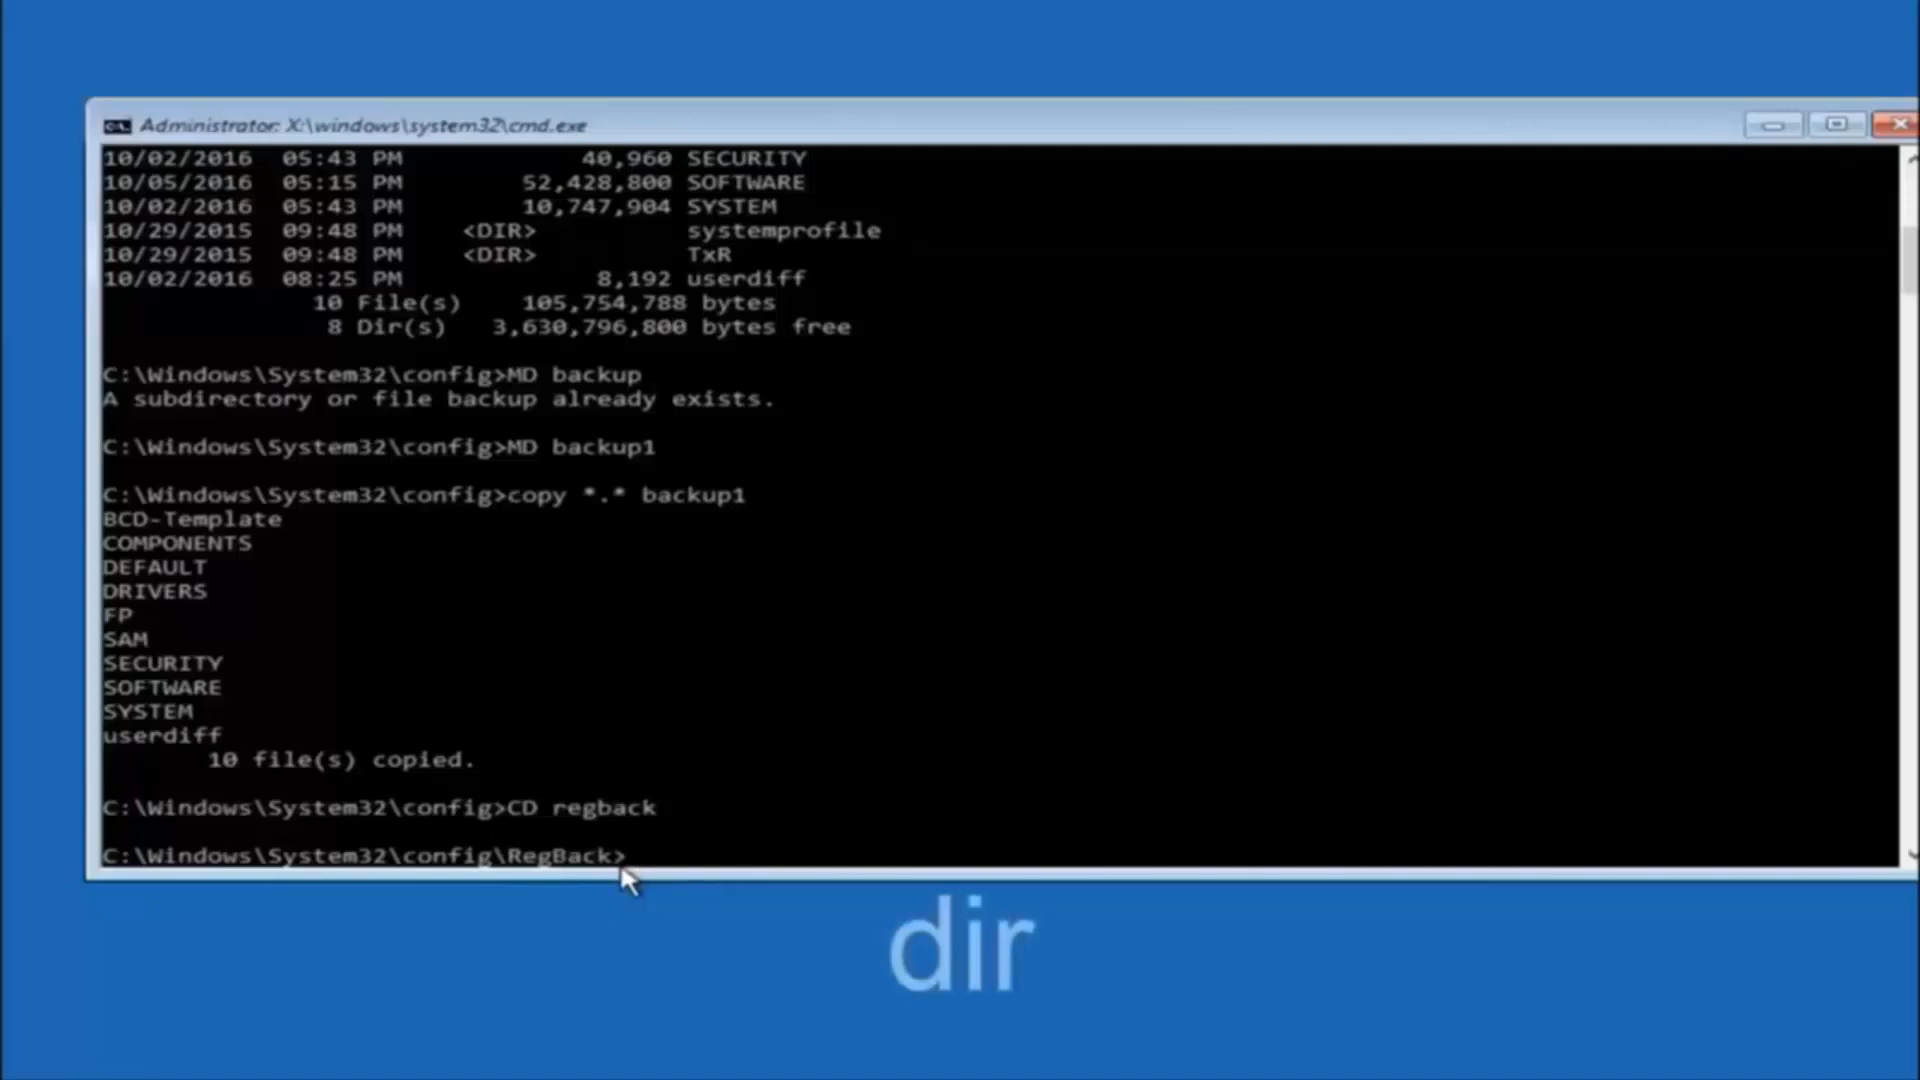 Administrator: X:\windows\system32\cmd.exe
10/02/2016 05:43 PM 40,960 SECURITY
10/05/2016 05:15 PM 52,428,800 SOFTWARE
10/02/2016 05:43 PM 10,747,904 SYSTEM
10/29/2015 09:48 PM <DIR> systemprofile
10/29/2015 09:48 PM <DIR> TxR
10/02/2016 08:25 PM 8,192 userdiff
10 File(s) 105,754,788 bytes
8 Dir(s) 3,630,796,800 bytes free
C:\Windows\System32\config>MD backup
A subdirectory or file backup already exists.
C:\Windows\System32\config>MD backup1
C:\Windows\System32\config>copy *.* backup1
BCD-Template
COMPONENTS
DEFAULT
DRIVERS
FP
SAM
SECURITY
SOFTWARE
SYSTEM
userdiff
10 file(s) copied.
C:\Windows\System32\config>CD regback
C:\Windows\System32\config\RegBack>
dir